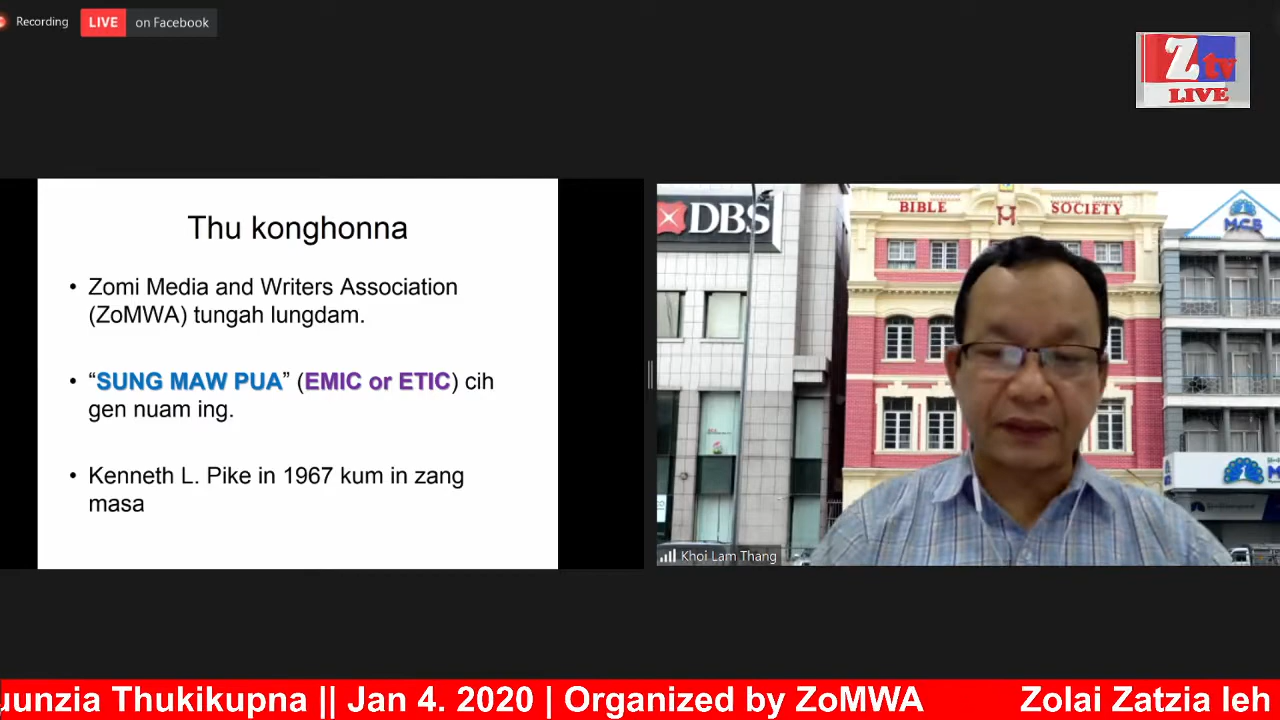 Recording
LIVE on Facebook
Z tv
LIVE
Thu konghonna
• Zomi Media and Writers Association
(ZoMWA) tungah lungdam.
• “SUNG MAW PUA” (EMIC or ETIC) cih
gen nuam ing.
• Kenneth L. Pike in 1967 kum in zang
masa
DBS
BIBLE SOCIETY
MCB
Khoi Lam Thang
uunzia Thukikupna || Jan 4. 2020 | Organized by ZoMWA Zolai Zatzia leh